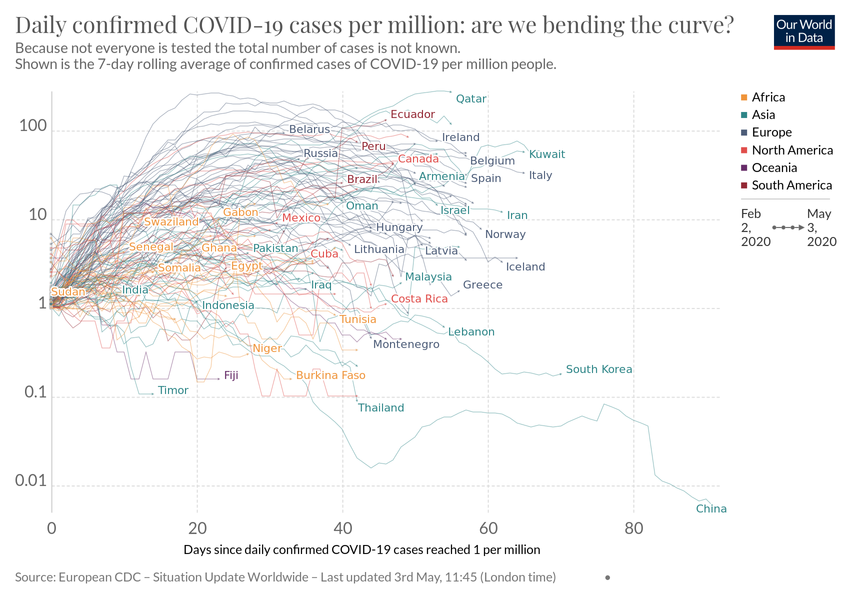 Daily confirmed COVID-19 cases per million: are we bending the curve?
Because not everyone is tested the total number of cases is not known.
Shown is the 7-day rolling average of confirmed cases of COVID-19 per million people.
Our World
in Data
Qatar
Africa
Asia
Europe
North America
Oceania
South America
Feb
2,
2020
May
3,
2020
100
10
1
0.1
0.01
Ecuador
Belarus
Ireland
Peru
Russia
Canada
Belgium
Kuwait
Brazil
Armenia
Spain
Italy
Oman
Israel
Iran
Gabon
Swaziland
Mexico
Hungary
Norway
Senegal
Ghana
Pakistan
Cuba
Lithuania
Latvia
Somalia
Egypt
Iceland
Sudan
India
Iraq
Malaysia
Greece
Indonesia
Costa Rica
Tunisia
Lebanon
Niger
Montenegro
Fiji
Burkina Faso
South Korea
Timor
Thailand
China
0
20
40
60
80
Days since daily confirmed COVID-19 cases reached 1 per million
Source: European CDC – Situation Update Worldwide – Last updated 3rd May, 11:45 (London time)